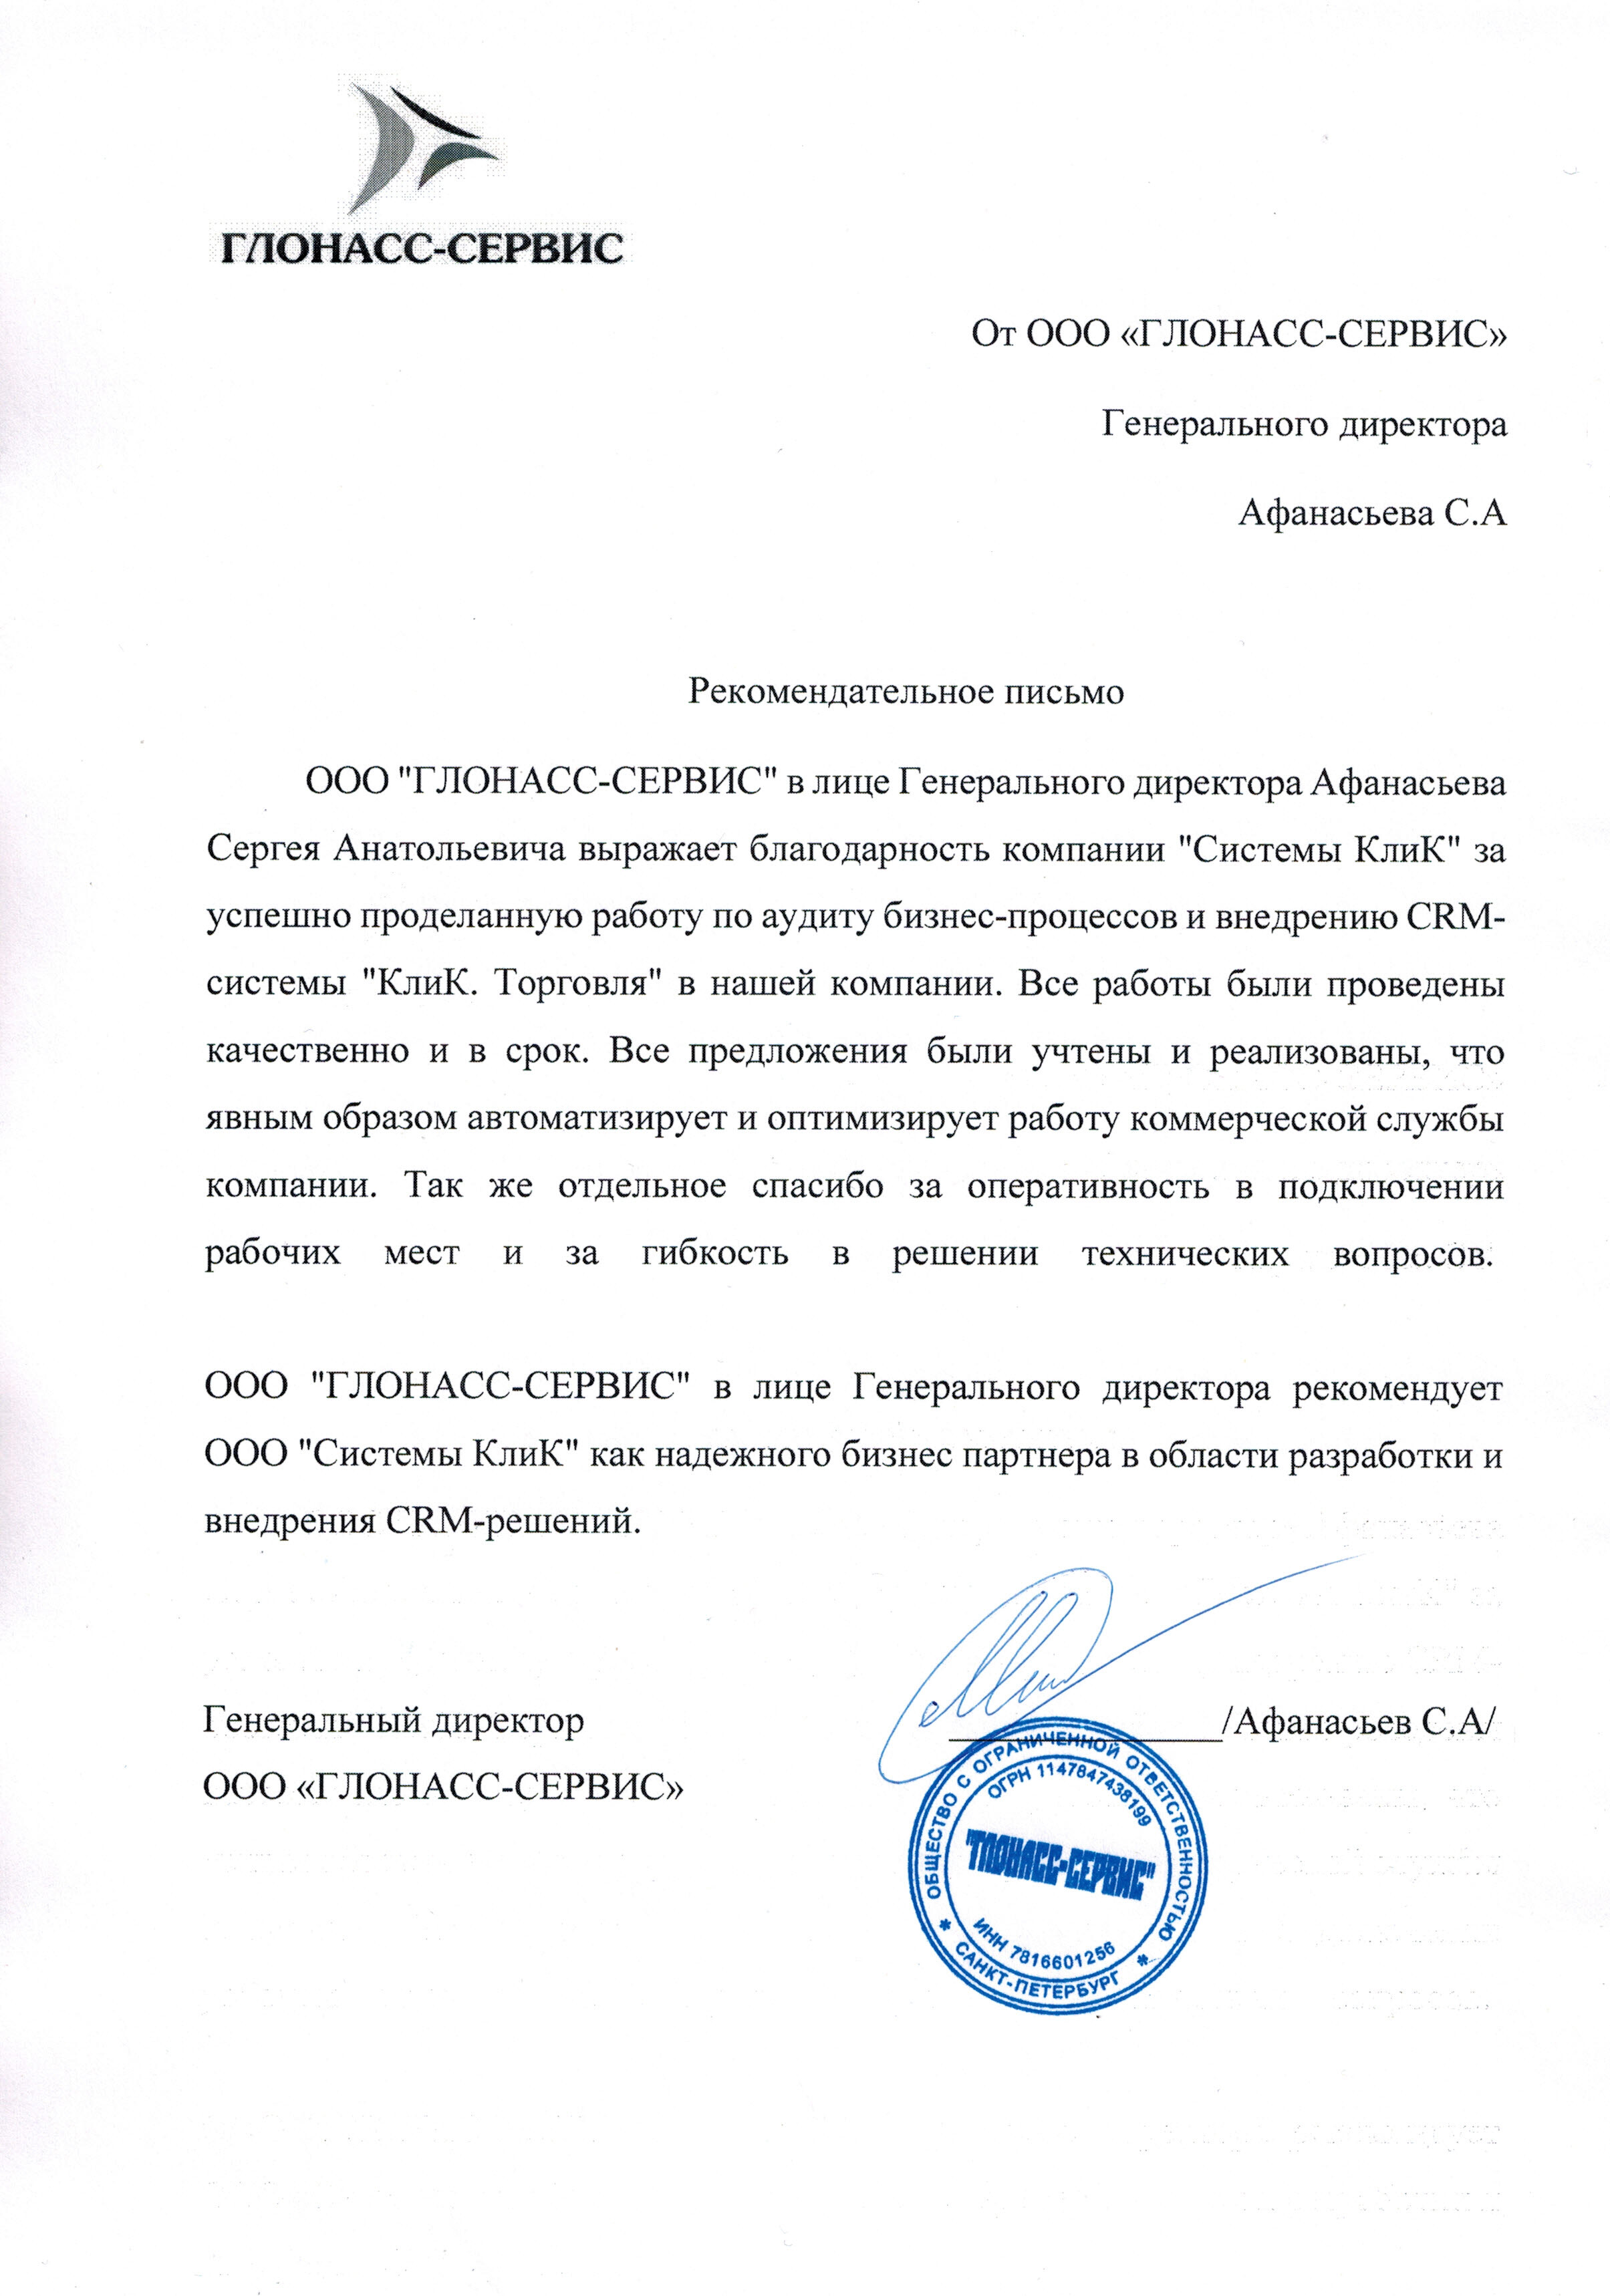 ГЛОНАСС-СЕРВИС
От ООО «ГЛОНАСС-СЕРВИС»
Генерального директора
Афанасьева С.А
Рекомендательное письмо
ООО "ГЛОНАСС-СЕРВИС" в лице Генерального директора Афанасьева
Сергея Анатольевича выражает благодарность компании "Системы КлиК" за
успешно проделанную работу по аудиту бизнес-процессов и внедрению CRM-
системы "КлиК. Торговля" в нашей компании. Все работы были проведены
качественно и в срок. Все предложения были учтены и реализованы, что
явным образом автоматизирует и оптимизирует работу коммерческой службы
компании. Так же отдельное спасибо за оперативность в подключении
рабочих мест и за гибкость в решении технических вопросов.
ООО "ГЛОНАСС-СЕРВИС" в лице Генерального директора рекомендует
ООО "Системы КлиК" как надежного бизнес партнера в области разработки и
внедрения CRM-решений.
Генеральный директор
/Афанасьев С.А/
ООО «ГЛОНАСС-СЕРВИС»
ОБЩЕСТВО С ОГРАНИЧЕННОЙ ОТВЕТСТВЕННОСТЬЮ
ОГРН 1147847438199
"ГЛОНАСС-СЕРВИС"
ИНН 7816601256
* САНКТ-ПЕТЕРБУРГ *